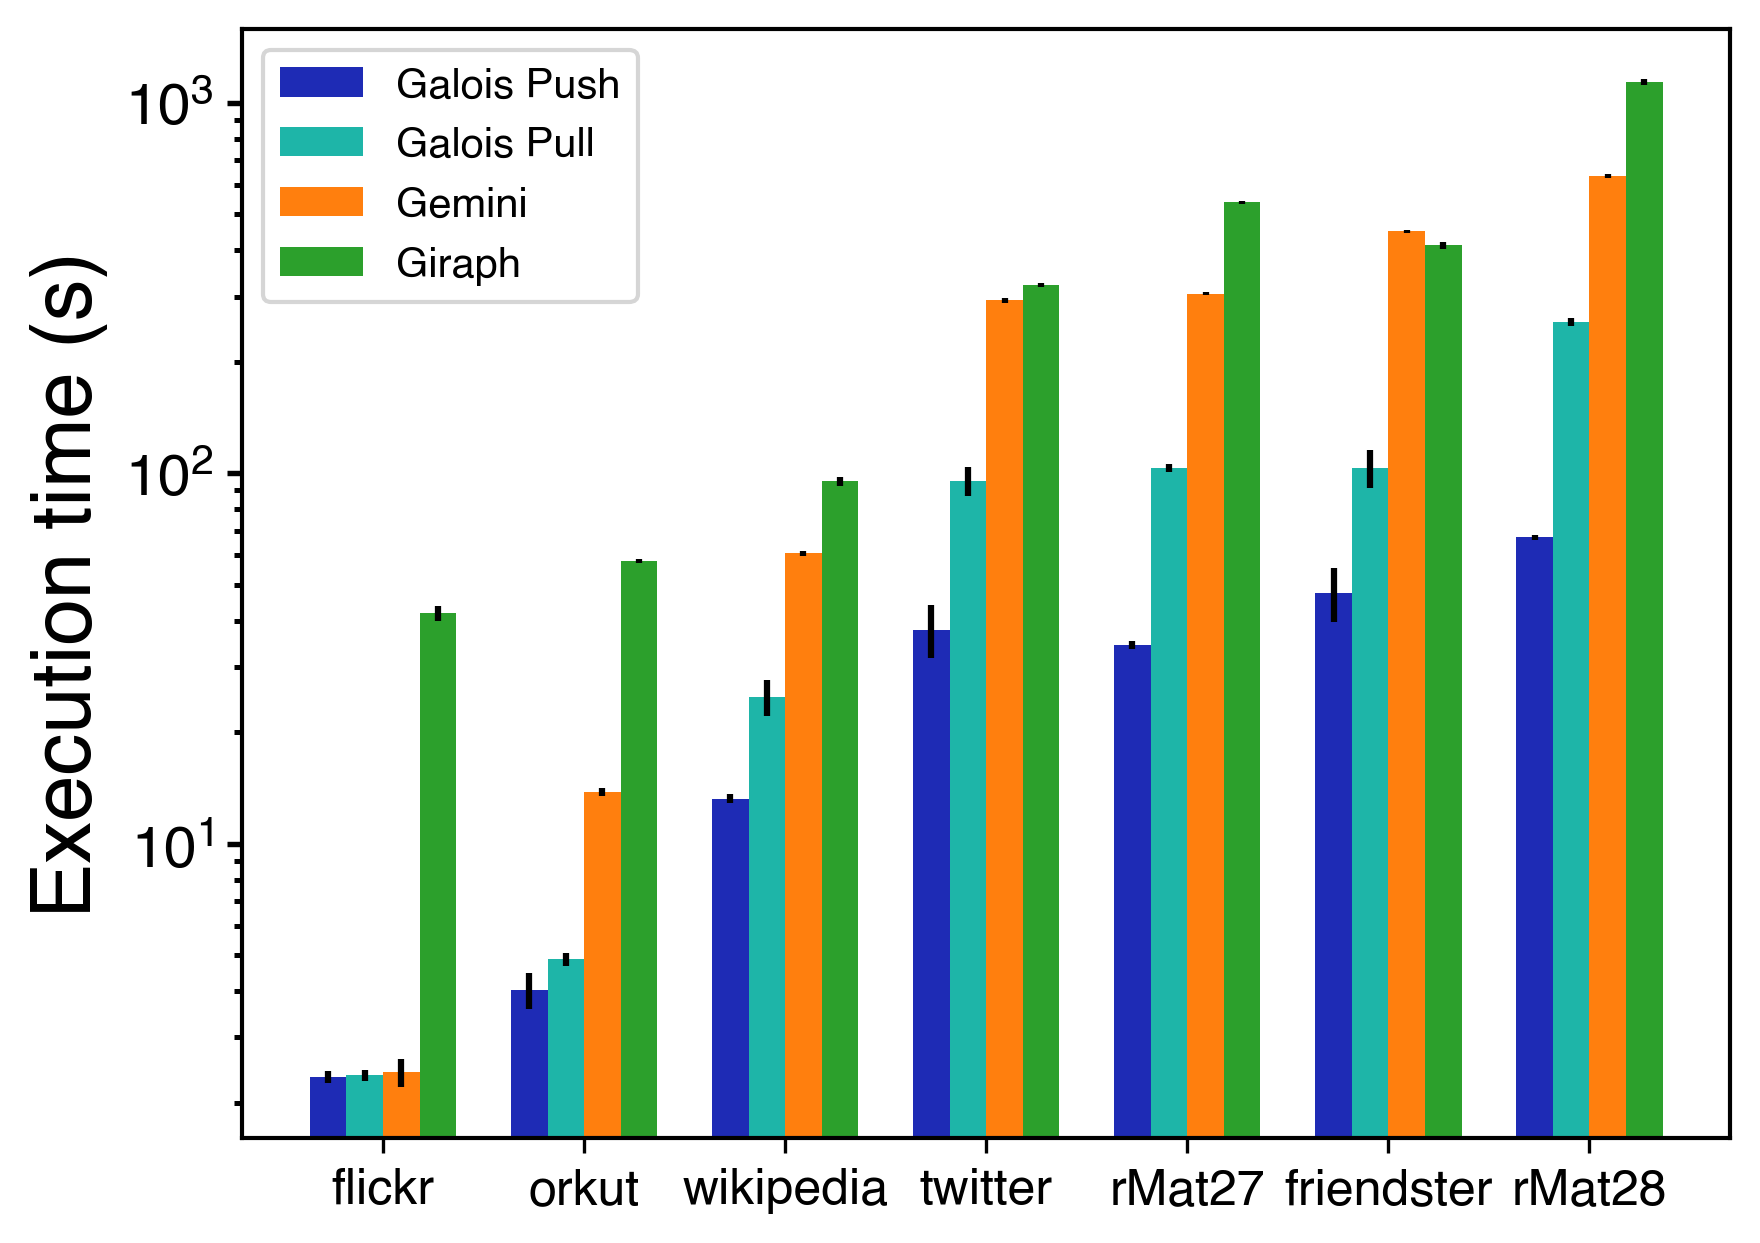 Execution time (s)
10³
10²
10¹
Galois Push
Galois Pull
Gemini
Giraph
flickr orkut wikipedia twitter rMat27 friendster rMat28